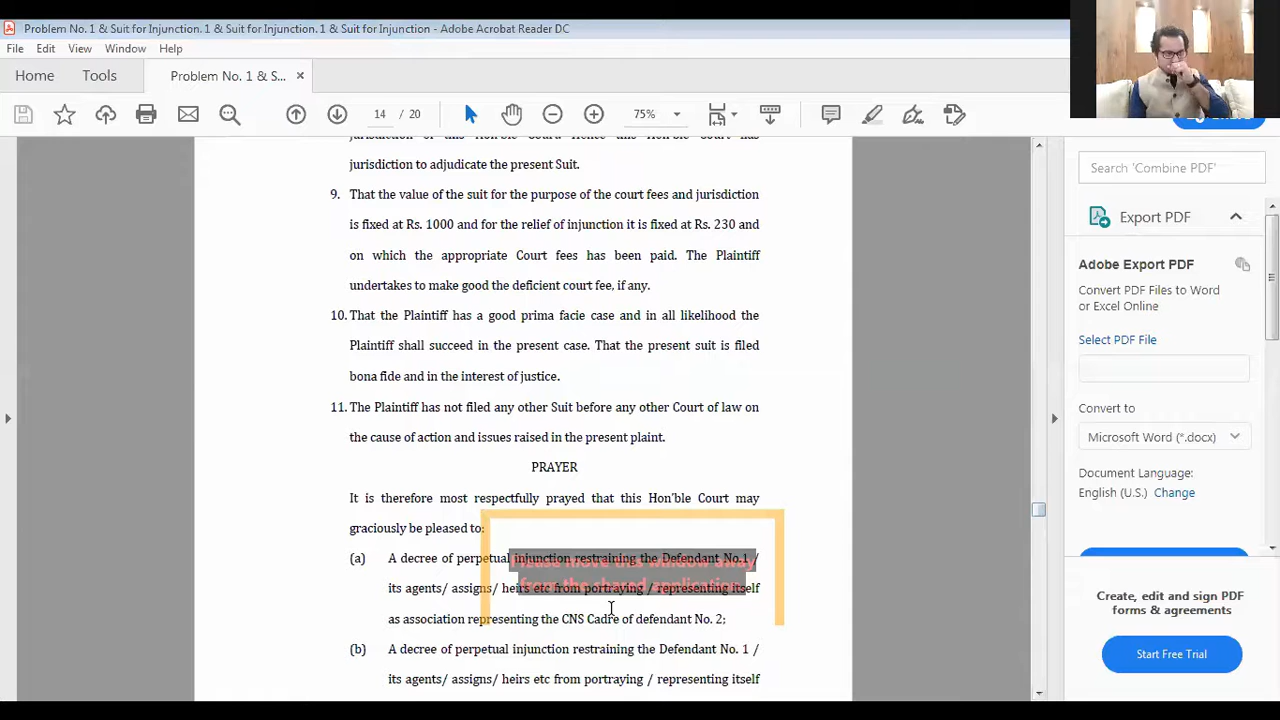 Problem No. 1 & Suit for Injunction. 1 & Suit for Injunction. 1 & Suit for Injunction - Adobe Acrobat Reader DC
File Edit View Window Help
Home Tools Problem No. 1 & S... ×
14 / 20 75%
jurisdiction to adjudicate the present Suit.
9. That the value of the suit for the purpose of the court fees and jurisdiction
is fixed at Rs. 1000 and for the relief of injunction it is fixed at Rs. 230 and
on which the appropriate Court fees has been paid. The Plaintiff
undertakes to make good the deficient court fee, if any.
10. That the Plaintiff has a good prima facie case and in all likelihood the
Plaintiff shall succeed in the present case. That the present suit is filed
bona fide and in the interest of justice.
11. The Plaintiff has not filed any other Suit before any other Court of law on
the cause of action and issues raised in the present plaint.
PRAYER
It is therefore most respectfully prayed that this Hon'ble Court may
graciously be pleased to:
(a) A decree of perpetual injunction restraining the Defendant No.1 /
its agents/ assigns/ heirs etc from portraying / representing itself
as association representing the CNS Cadre of defendant No. 2;
(b) A decree of perpetual injunction restraining the Defendant No. 1 /
its agents/ assigns/ heirs etc from portraying / representing itself
Please move this window away
from the shared application
Search 'Combine PDF'
Export PDF
Adobe Export PDF
Convert PDF Files to Word
or Excel Online
Select PDF File
Convert to
Microsoft Word (*.docx)
Document Language:
English (U.S.) Change
Create, edit and sign PDF
forms & agreements
Start Free Trial